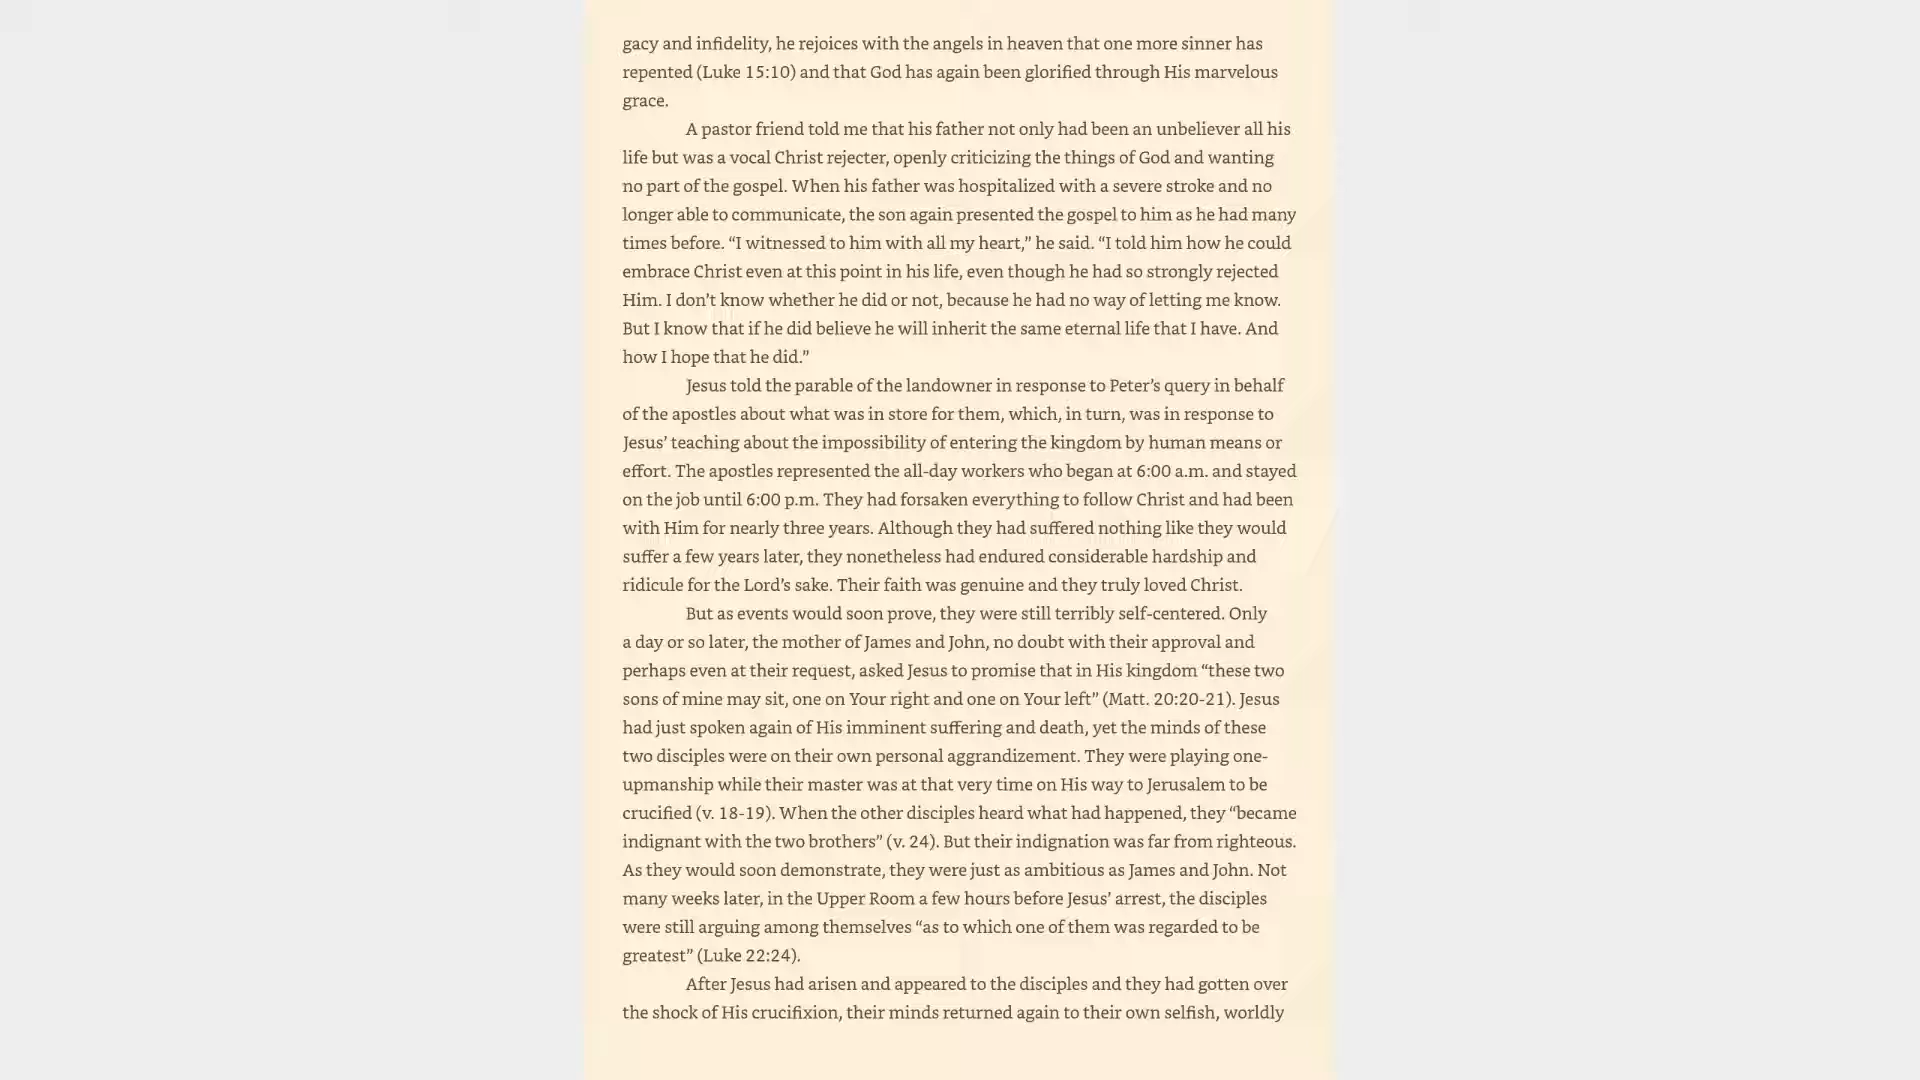 gacy and infidelity, he rejoices with the angels in heaven that one more sinner has
repented (Luke 15:10) and that God has again been glorified through His marvelous
grace.
A pastor friend told me that his father not only had been an unbeliever all his
life but was a vocal Christ rejecter, openly criticizing the things of God and wanting
no part of the gospel. When his father was hospitalized with a severe stroke and no
longer able to communicate, the son again presented the gospel to him as he had many
times before. “I witnessed to him with all my heart,” he said. “I told him how he could
embrace Christ even at this point in his life, even though he had so strongly rejected
Him. I don’t know whether he did or not, because he had no way of letting me know.
But I know that if he did believe he will inherit the same eternal life that I have. And
how I hope that he did.”
Jesus told the parable of the landowner in response to Peter’s query in behalf
of the apostles about what was in store for them, which, in turn, was in response to
Jesus’ teaching about the impossibility of entering the kingdom by human means or
effort. The apostles represented the all-day workers who began at 6:00 a.m. and stayed
on the job until 6:00 p.m. They had forsaken everything to follow Christ and had been
with Him for nearly three years. Although they had suffered nothing like they would
suffer a few years later, they nonetheless had endured considerable hardship and
ridicule for the Lord’s sake. Their faith was genuine and they truly loved Christ.
But as events would soon prove, they were still terribly self-centered. Only
a day or so later, the mother of James and John, no doubt with their approval and
perhaps even at their request, asked Jesus to promise that in His kingdom “these two
sons of mine may sit, one on Your right and one on Your left” (Matt. 20:20-21). Jesus
had just spoken again of His imminent suffering and death, yet the minds of these
two disciples were on their own personal aggrandizement. They were playing one-
upmanship while their master was at that very time on His way to Jerusalem to be
crucified (v. 18-19). When the other disciples heard what had happened, they “became
indignant with the two brothers” (v. 24). But their indignation was far from righteous.
As they would soon demonstrate, they were just as ambitious as James and John. Not
many weeks later, in the Upper Room a few hours before Jesus’ arrest, the disciples
were still arguing among themselves “as to which one of them was regarded to be
greatest” (Luke 22:24).
After Jesus had arisen and appeared to the disciples and they had gotten over
the shock of His crucifixion, their minds returned again to their own selfish, worldly